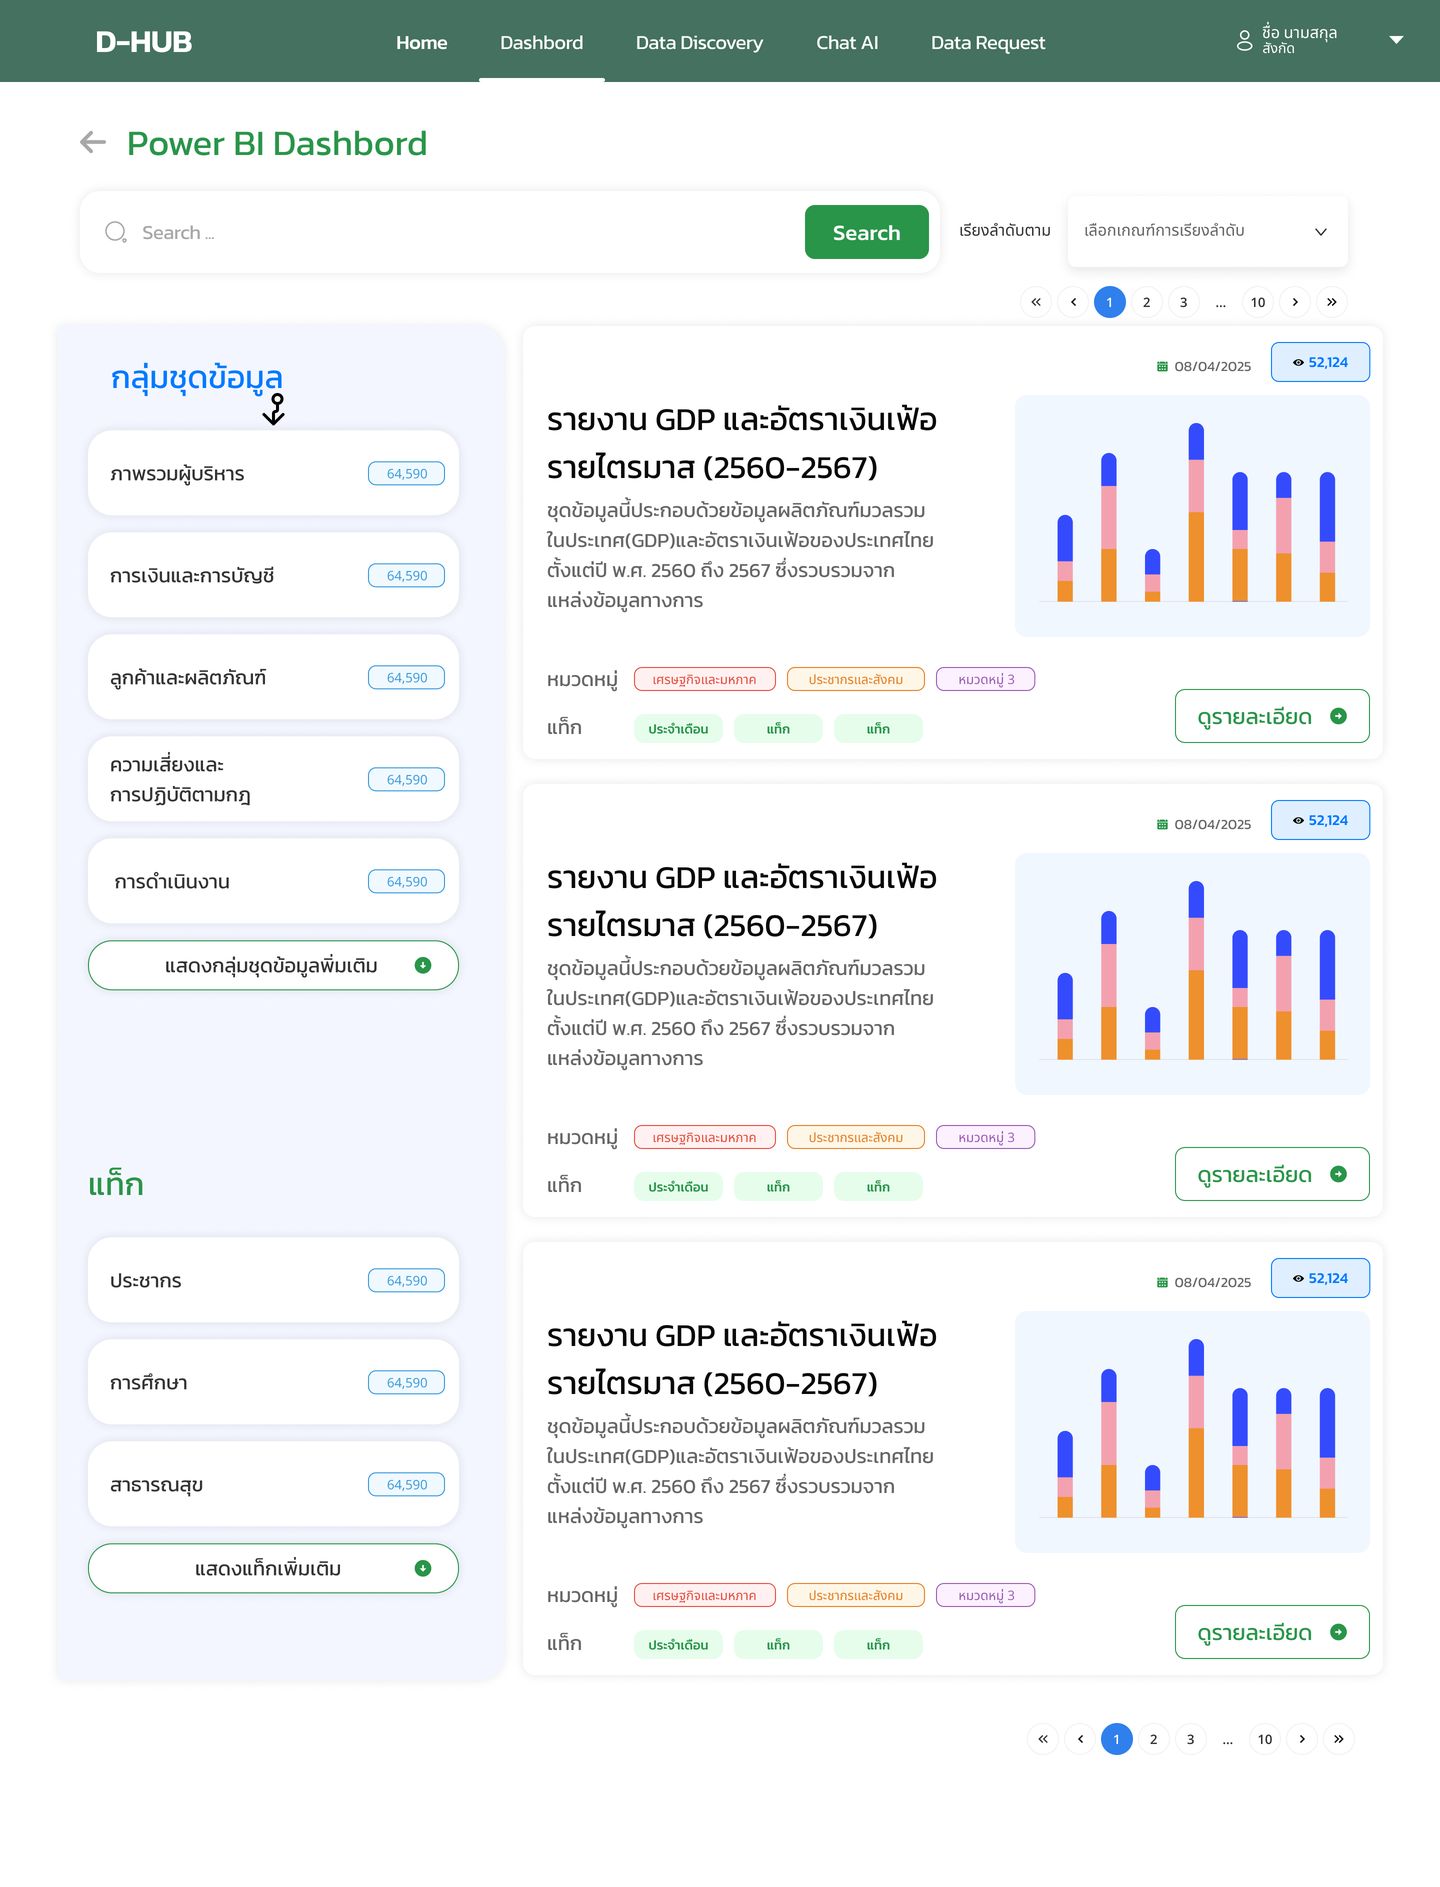 D-HUB
Home
Dashbord
Data Discovery
Chat AI
Data Request
ชื่อ นามสกุล
สังกัด
Power BI Dashbord
Search ...
Search
เรียงลำดับตาม
เลือกเกณฑ์การเรียงลำดับ
1 2 3 ... 10
กลุ่มชุดข้อมูล
ภาพรวมผู้บริหาร 64,590
การเงินและการบัญชี 64,590
ลูกค้าและผลิตภัณฑ์ 64,590
ความเสี่ยงและ
การปฏิบัติตามกฎ 64,590
การดำเนินงาน 64,590
แสดงกลุ่มชุดข้อมูลพิ่มเติม
แท็ก
ประชากร 64,590
การศึกษา 64,590
สาธารณสุข 64,590
แสดงแท็กเพิ่มเติม
08/04/2025 52,124
รายงาน GDP และอัตราเงินเฟ้อ
รายไตรมาส (2560-2567)
ชุดข้อมูลนี้ประกอบด้วยข้อมูลผลิตภัณฑ์มวลรวม
ในประเทศ(GDP)และอัตราเงินเฟ้อของประเทศไทย
ตั้งแต่ปี พ.ศ. 2560 ถึง 2567 ซึ่งรวบรวมจาก
แหล่งข้อมูลทางการ
หมวดหมู่ เศรษฐกิจและมหภาค ประชากรและสังคม หมวดหมู่ 3
แท็ก ประจำเดือน แท็ก แท็ก
ดูรายละเอียด
08/04/2025 52,124
รายงาน GDP และอัตราเงินเฟ้อ
รายไตรมาส (2560-2567)
ชุดข้อมูลนี้ประกอบด้วยข้อมูลผลิตภัณฑ์มวลรวม
ในประเทศ(GDP)และอัตราเงินเฟ้อของประเทศไทย
ตั้งแต่ปี พ.ศ. 2560 ถึง 2567 ซึ่งรวบรวมจาก
แหล่งข้อมูลทางการ
หมวดหมู่ เศรษฐกิจและมหภาค ประชากรและสังคม หมวดหมู่ 3
แท็ก ประจำเดือน แท็ก แท็ก
ดูรายละเอียด
08/04/2025 52,124
รายงาน GDP และอัตราเงินเฟ้อ
รายไตรมาส (2560-2567)
ชุดข้อมูลนี้ประกอบด้วยข้อมูลผลิตภัณฑ์มวลรวม
ในประเทศ(GDP)และอัตราเงินเฟ้อของประเทศไทย
ตั้งแต่ปี พ.ศ. 2560 ถึง 2567 ซึ่งรวบรวมจาก
แหล่งข้อมูลทางการ
หมวดหมู่ เศรษฐกิจและมหภาค ประชากรและสังคม หมวดหมู่ 3
แท็ก ประจำเดือน แท็ก แท็ก
ดูรายละเอียด
1 2 3 ... 10